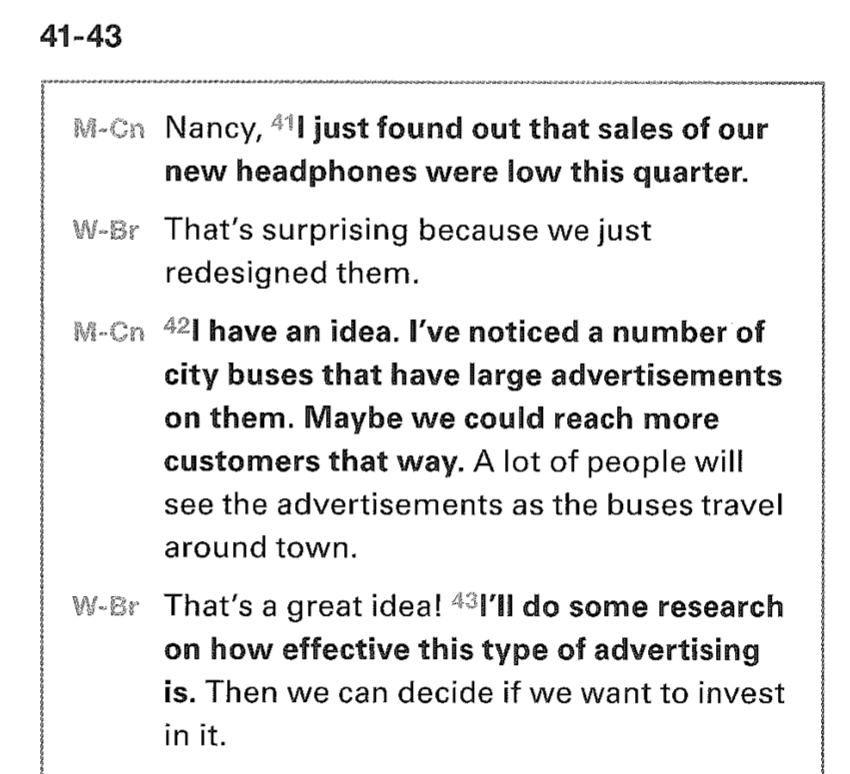 41-43
M-Cn Nancy, 41I just found out that sales of our
new headphones were low this quarter.
W-Br That's surprising because we just
redesigned them.
M-Cn 42I have an idea. I've noticed a number of
city buses that have large advertisements
on them. Maybe we could reach more
customers that way. A lot of people will
see the advertisements as the buses travel
around town.
W-Br That's a great idea! 43I'll do some research
on how effective this type of advertising
is. Then we can decide if we want to invest
in it.